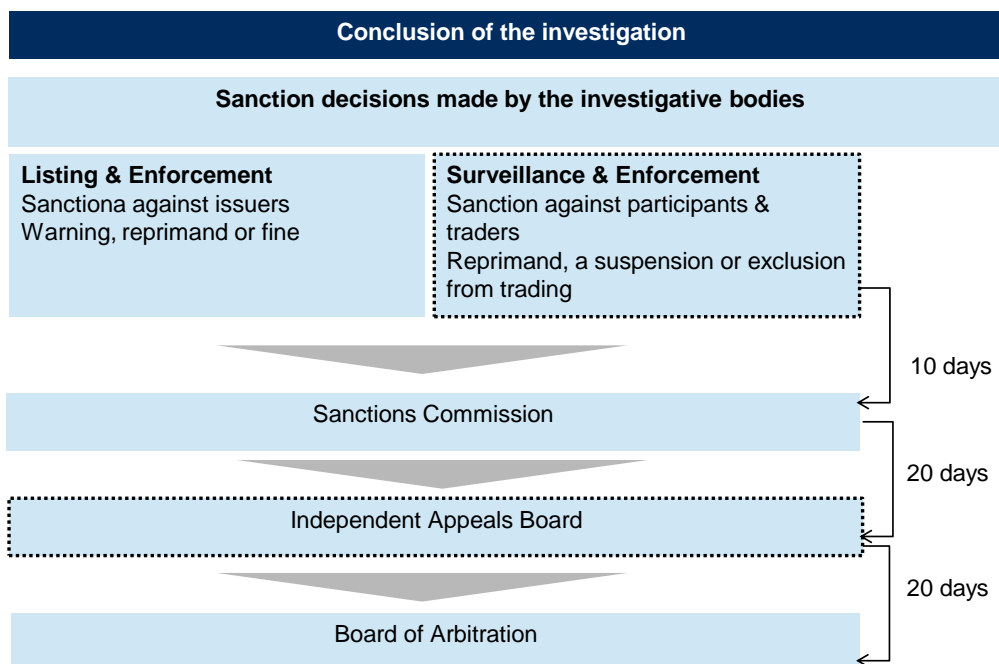 Conclusion of the investigation
Sanction decisions made by the investigative bodies
Listing & Enforcement
Sanctiona against issuers
Warning, reprimand or fine
Surveillance & Enforcement
Sanction against participants &
traders
Reprimand, a suspension or exclusion
from trading
10 days
Sanctions Commission
20 days
Independent Appeals Board
20 days
Board of Arbitration